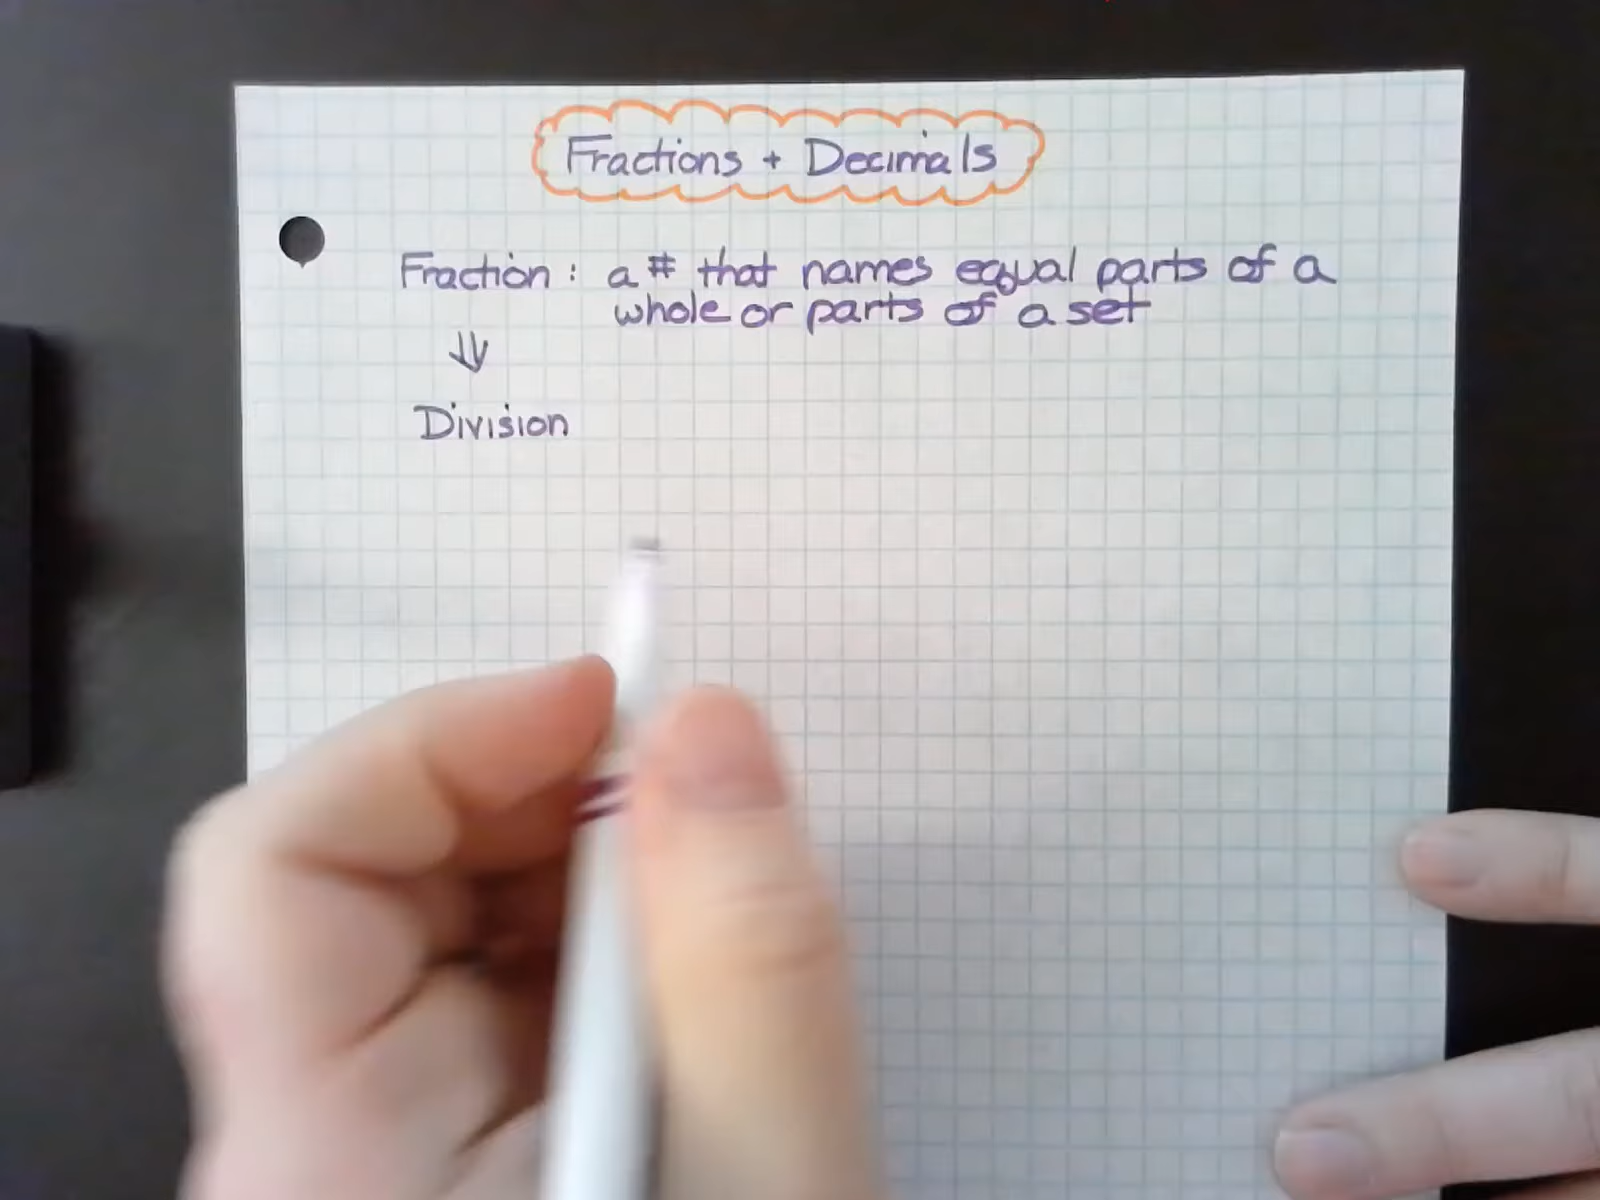 Fractions + Decimals
Fraction: a # that names equal parts of a
whole or parts of a set
Division